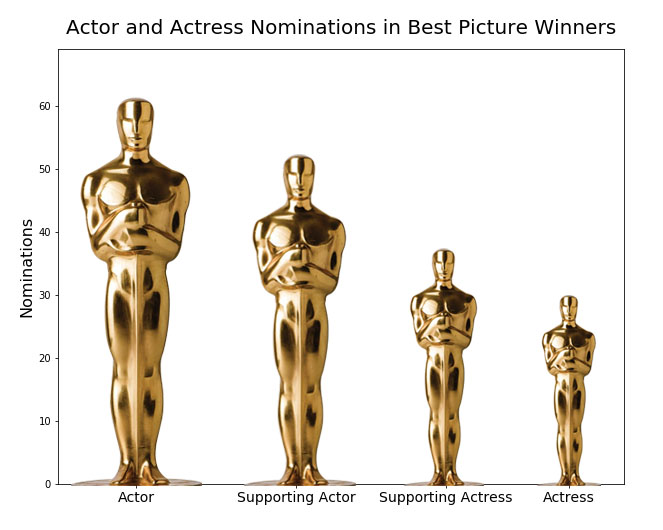 Actor and Actress Nominations in Best Picture Winners
Nominations
60
50
40
30
20
10
0
Actor Supporting Actor Supporting Actress Actress